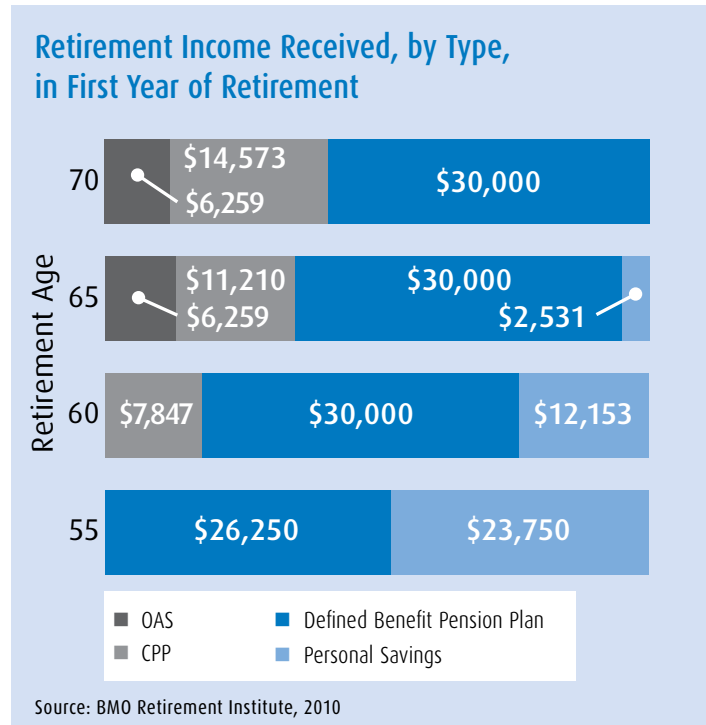 Retirement Income Received, by Type,
in First Year of Retirement
Retirement Age
70
$14,573
$6,259
$30,000
65
$11,210
$6,259
$30,000
$2,531
60
$7,847
$30,000
$12,153
55
$26,250
$23,750
OAS
Defined Benefit Pension Plan
CPP
Personal Savings
Source: BMO Retirement Institute, 2010